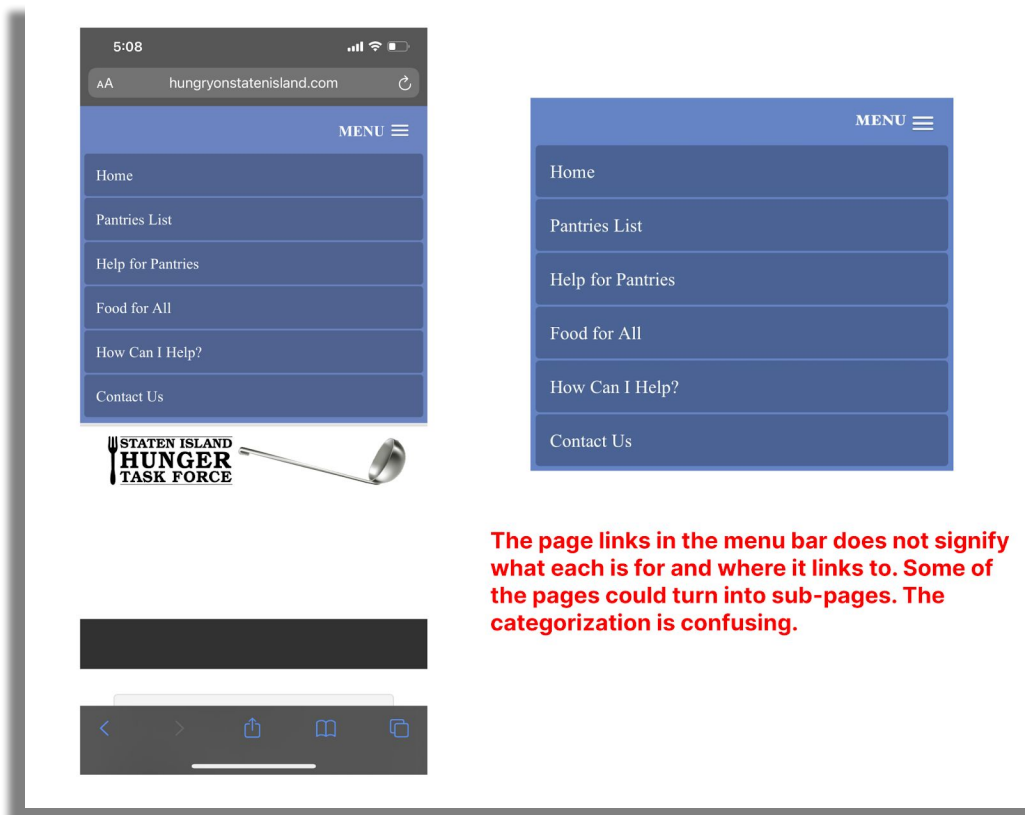 5:08
AA hungryonstatenisland.com
MENU
Home
Pantries List
Help for Pantries
Food for All
How Can I Help?
Contact Us
STATEN ISLAND
HUNGER
TASK FORCE
MENU
Home
Pantries List
Help for Pantries
Food for All
How Can I Help?
Contact Us
The page links in the menu bar does not signify
what each is for and where it links to. Some of
the pages could turn into sub-pages. The
categorization is confusing.